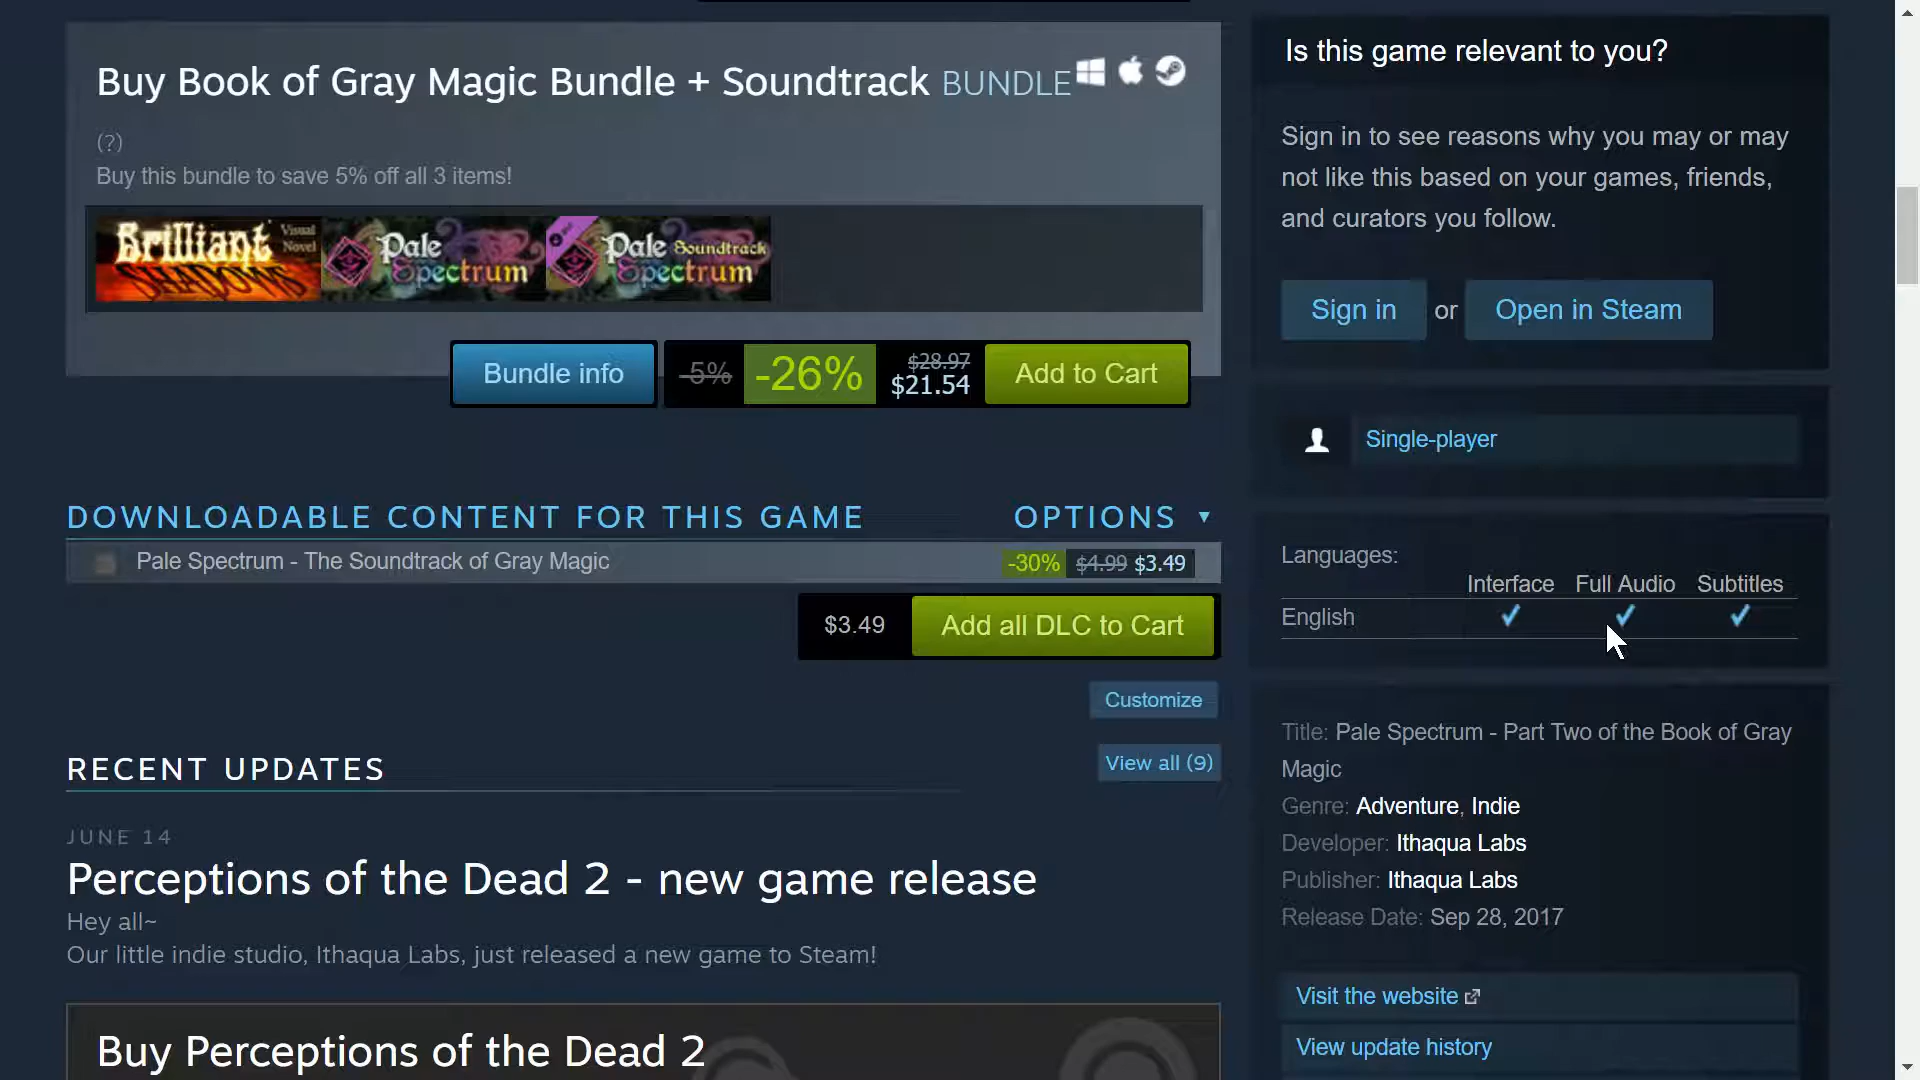 Buy Book of Gray Magic Bundle + Soundtrack BUNDLE
(?)
Buy this bundle to save 5% off all 3 items!
Brilliant Shadows Visual Novel
Pale Spectrum
Pale Spectrum Soundtrack
Bundle info
-5% -26% $28.97 $21.54 Add to Cart
DOWNLOADABLE CONTENT FOR THIS GAME OPTIONS ▼
Pale Spectrum - The Soundtrack of Gray Magic -30% $4.99 $3.49
$3.49 Add all DLC to Cart
Customize
RECENT UPDATES View all (9)
JUNE 14
Perceptions of the Dead 2 - new game release
Hey all~
Our little indie studio, Ithaqua Labs, just released a new game to Steam!
Buy Perceptions of the Dead 2
Is this game relevant to you?
Sign in to see reasons why you may or may
not like this based on your games, friends,
and curators you follow.
Sign in or Open in Steam
Single-player
Languages:
Interface Full Audio Subtitles
English ✔ ✔ ✔
Title: Pale Spectrum - Part Two of the Book of Gray
Magic
Genre: Adventure, Indie
Developer: Ithaqua Labs
Publisher: Ithaqua Labs
Release Date: Sep 28, 2017
Visit the website
View update history